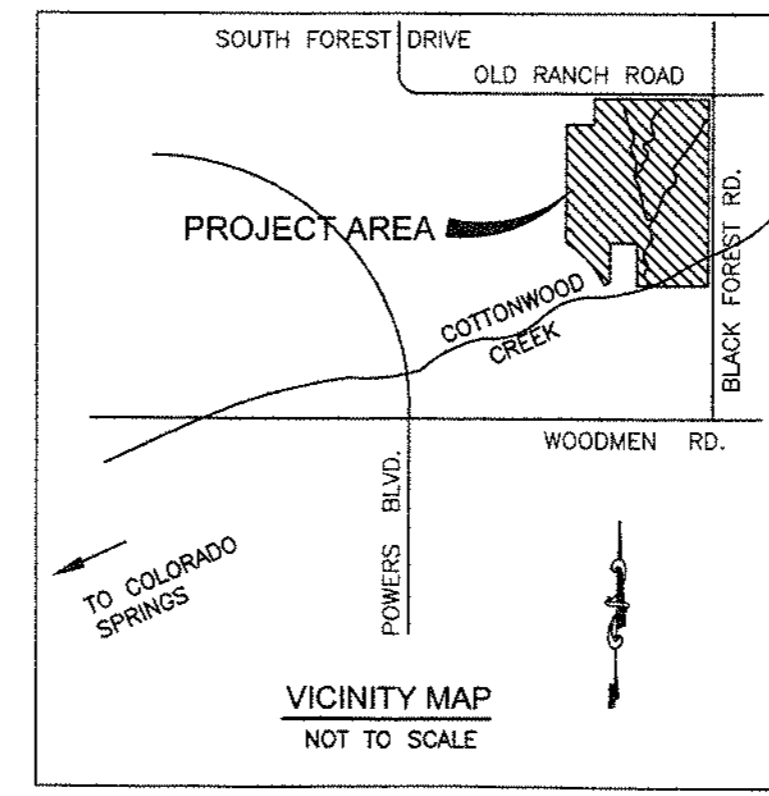 SOUTH FOREST DRIVE
OLD RANCH ROAD
PROJECT AREA
BLACK FOREST RD.
COTTONWOOD
CREEK
WOODMEN RD.
POWERS BLVD.
TO COLORADO
SPRINGS
VICINITY MAP
NOT TO SCALE